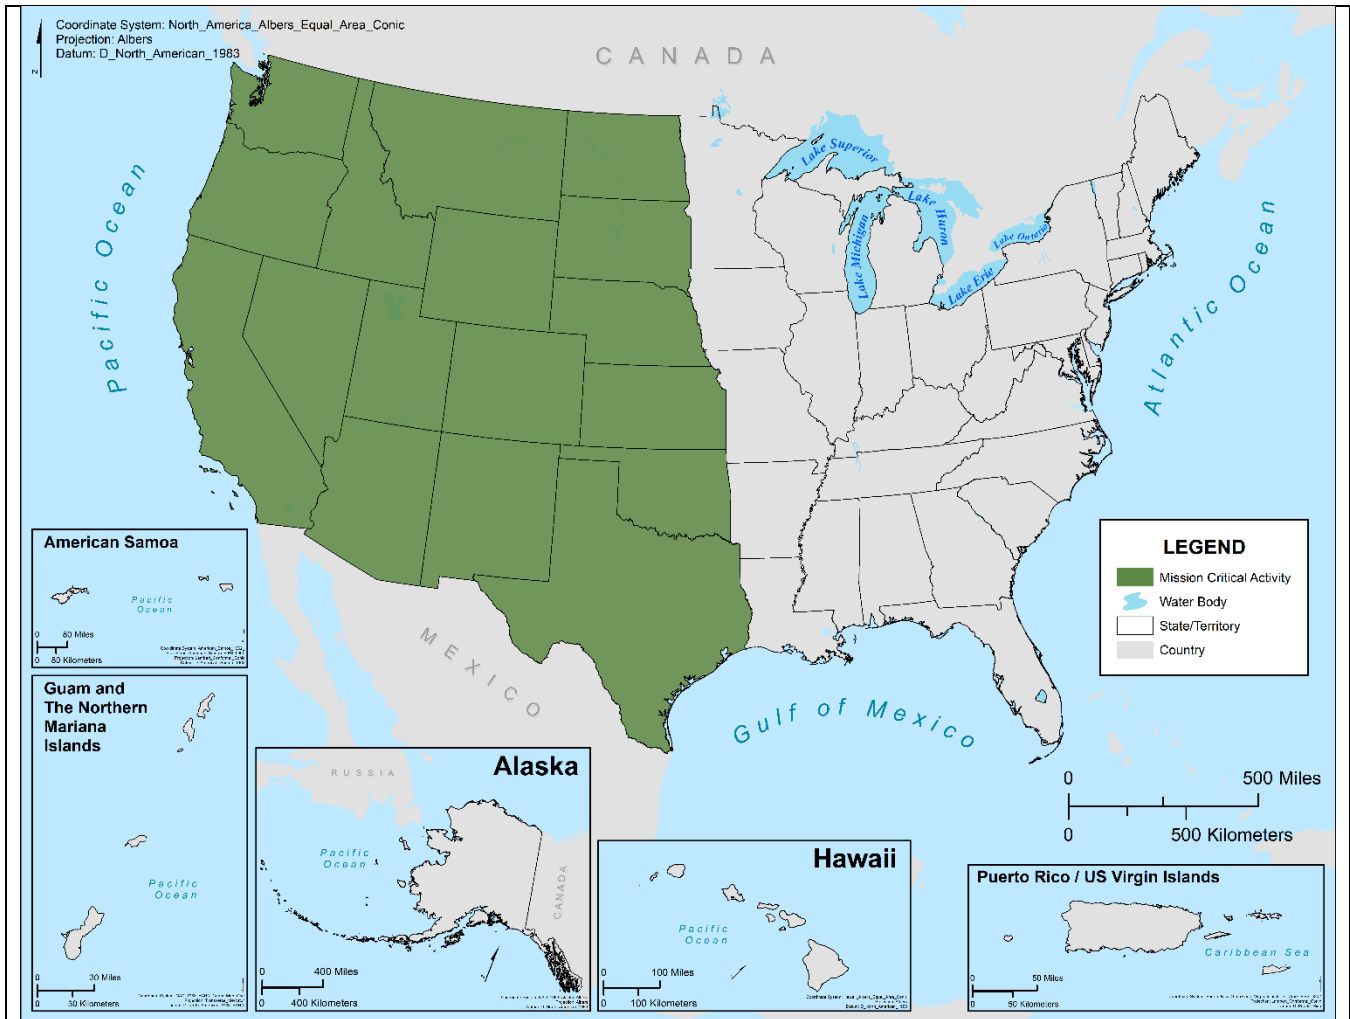 Coordinate System: North_America_Albers_Equal_Area_Conic
Projection: Albers
Datum: D_North_American_1983
N
CANADA
Lake Superior
Lake Huron
Lake Michigan
Lake Ontario
Lake Erie
Pacific Ocean
Atlantic Ocean
MEXICO
Gulf of Mexico
LEGEND
Mission Critical Activity
Water Body
State/Territory
Country
0 500 Miles
0 500 Kilometers
American Samoa
Pacific
Ocean
0 80 Miles
0 80 Kilometers
Guam and
The Northern
Mariana
Islands
Pacific
Ocean
0 30 Miles
0 30 Kilometers
Alaska
RUSSIA
Pacific
Ocean
CANADA
0 400 Miles
0 400 Kilometers
Hawaii
Pacific
Ocean
0 100 Miles
0 100 Kilometers
Puerto Rico / US Virgin Islands
Caribbean Sea
0 50 Miles
0 50 Kilometers